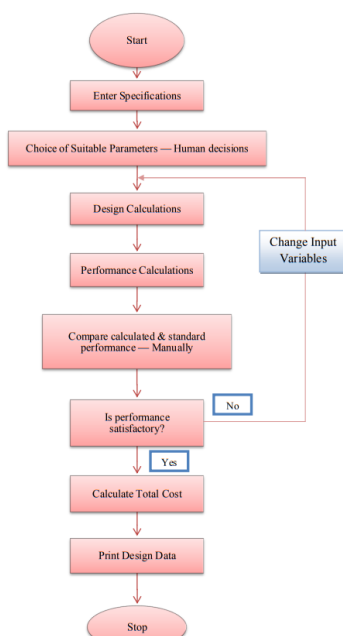 Start
Enter Specifications
Choice of Suitable Parameters — Human decisions
Design Calculations
Change Input
Variables
Performance Calculations
Compare calculated & standard
performance — Manually
Is performance
satisfactory?
No
Yes
Calculate Total Cost
Print Design Data
Stop